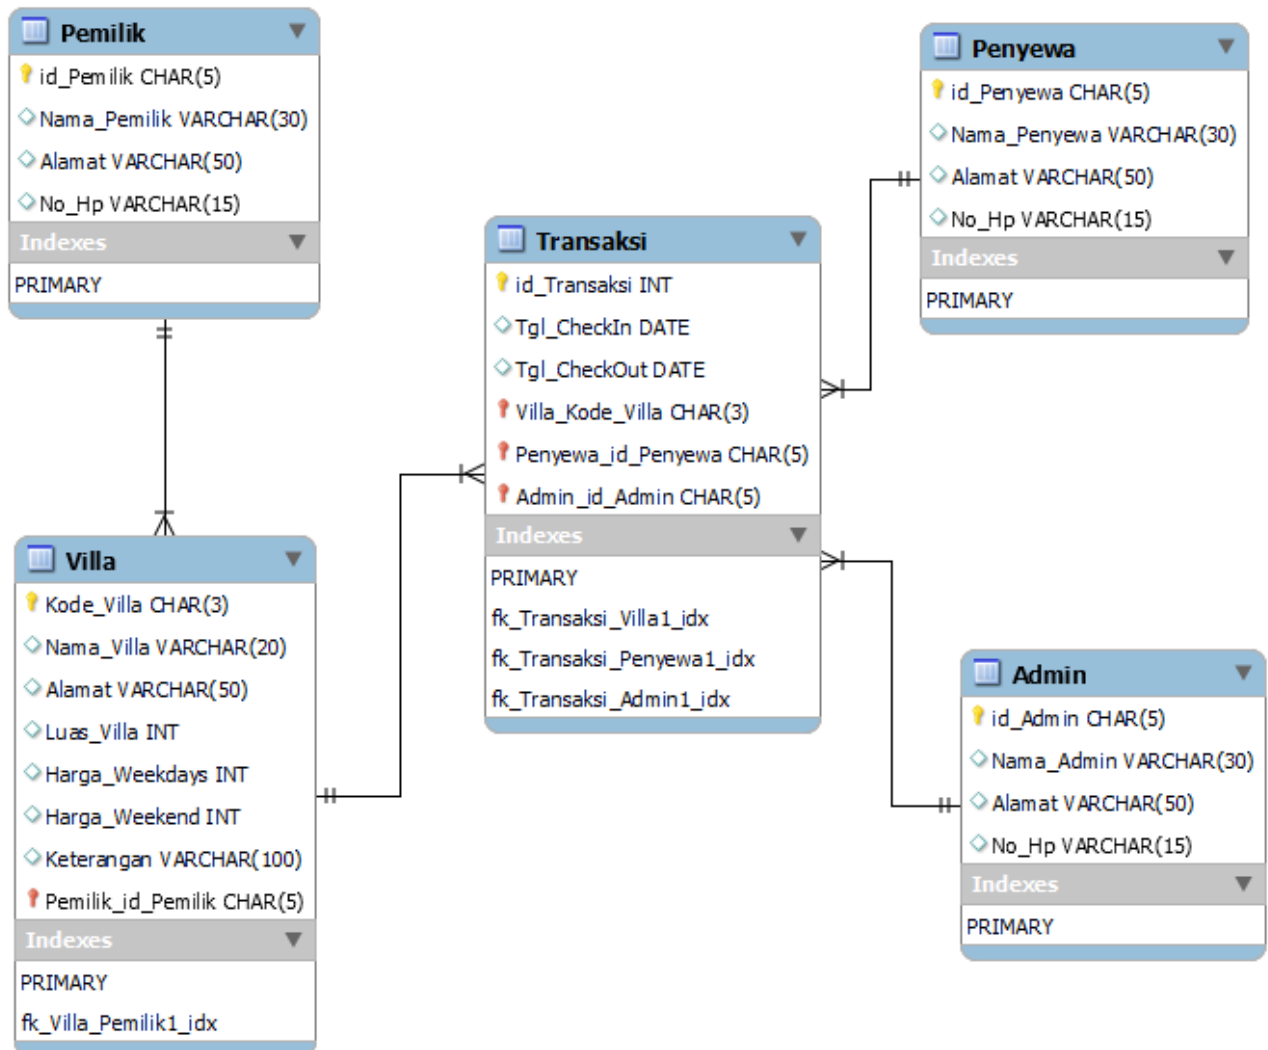 Pemilik
id_Pemilik CHAR(5)
Nama_Pemilik VARCHAR(30)
Alamat VARCHAR(50)
No_Hp VARCHAR(15)
Indexes
PRIMARY
Penyewa
id_Penyewa CHAR(5)
Nama_Penyewa VARCHAR(30)
Alamat VARCHAR(50)
No_Hp VARCHAR(15)
Indexes
PRIMARY
Transaksi
id_Transaksi INT
Tgl_CheckIn DATE
Tgl_CheckOut DATE
Villa_Kode_Villa CHAR(3)
Penyewa_id_Penyewa CHAR(5)
Admin_id_Admin CHAR(5)
Indexes
PRIMARY
fk_Transaksi_Villa1_idx
fk_Transaksi_Penyewa1_idx
fk_Transaksi_Admin1_idx
Villa
Kode_Villa CHAR(3)
Nama_Villa VARCHAR(20)
Alamat VARCHAR(50)
Luas_Villa INT
Harga_Weekdays INT
Harga_Weekend INT
Keterangan VARCHAR(100)
Pemilik_id_Pemilik CHAR(5)
Indexes
PRIMARY
fk_Villa_Pemilik1_idx
Admin
id_Admin CHAR(5)
Nama_Admin VARCHAR(30)
Alamat VARCHAR(50)
No_Hp VARCHAR(15)
Indexes
PRIMARY